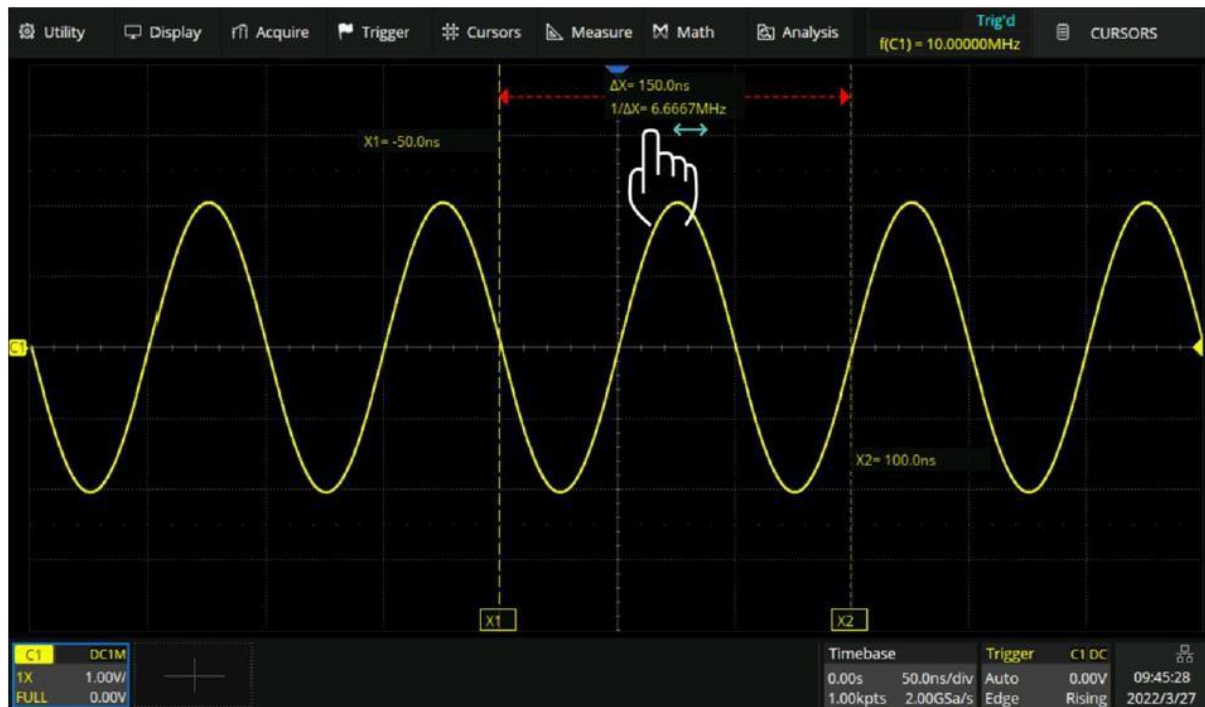 Utility Display Acquire Trigger Cursors Measure Math Analysis Trig'd CURSORS
f(C1) = 10.00000MHz
ΔX= 150.0ns
1/ΔX= 6.6667MHz
X1= -50.0ns
C1
X2= 100.0ns
X1 X2
C1 DC1M Timebase Trigger C1 DC
1X 1.00V/ 0.00s 50.0ns/div Auto 0.00V 09:45:28
FULL 0.00V 1.00kpts 2.00GSa/s Edge Rising 2022/3/27